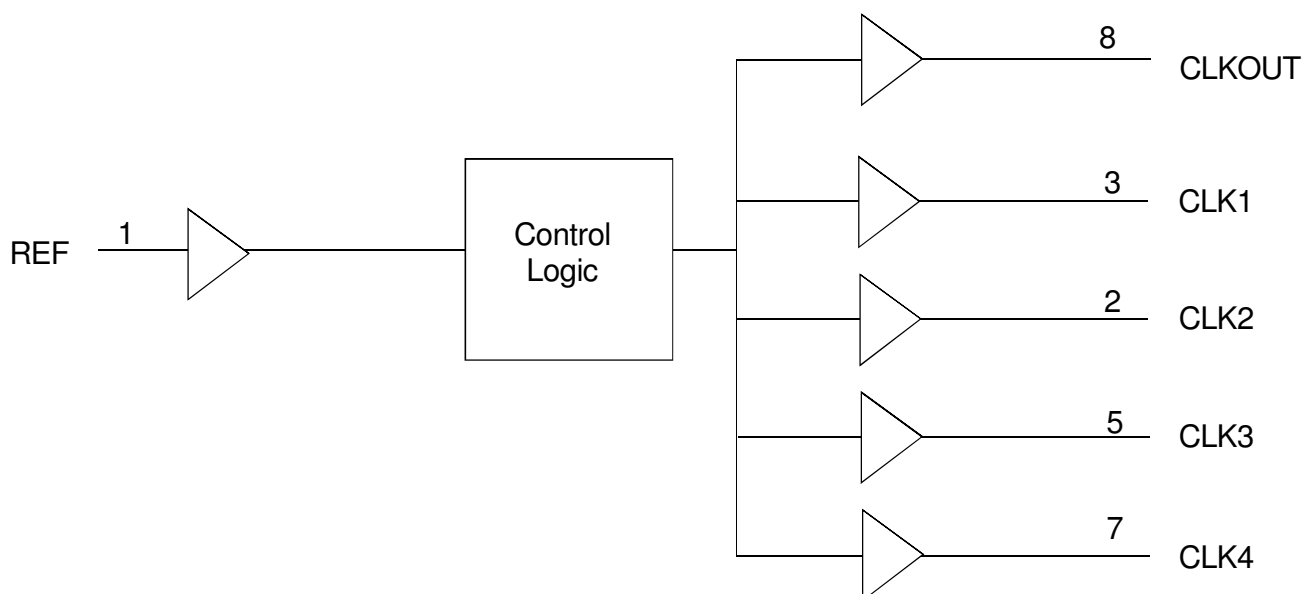 8
CLKOUT
3
CLK1
REF
1
Control
Logic
2
CLK2
5
CLK3
7
CLK4